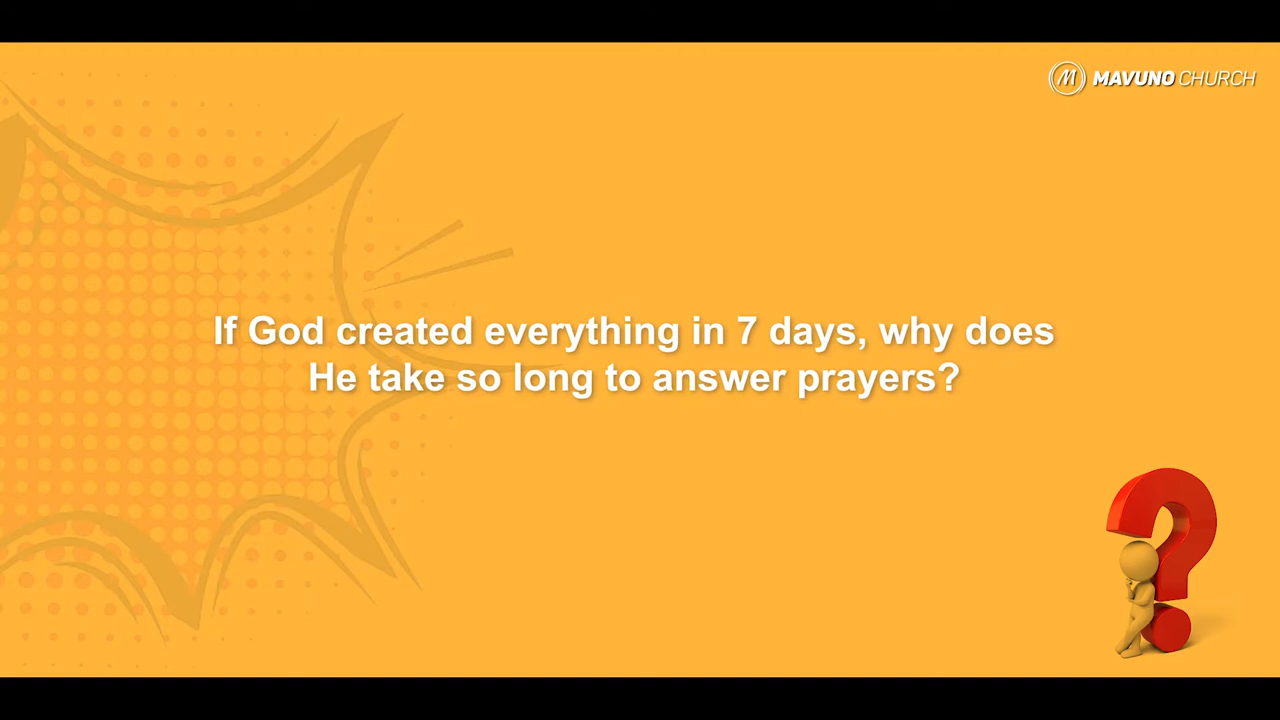 MAVUNO CHURCH
If God created everything in 7 days, why does
He take so long to answer prayers?